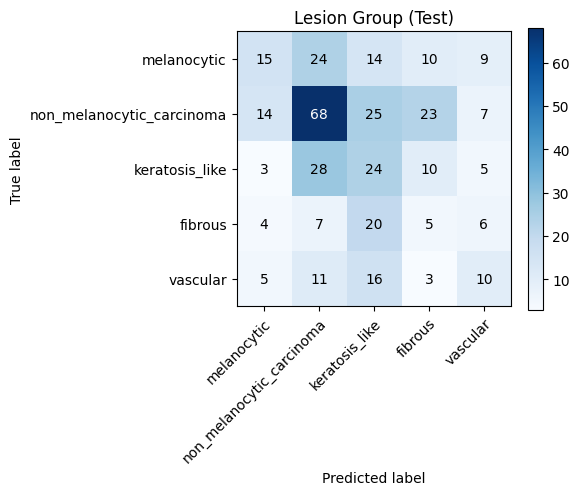 Lesion Group (Test)
True label
melanocytic 15 24 14 10 9
non_melanocytic_carcinoma 14 68 25 23 7
keratosis_like 3 28 24 10 5
fibrous 4 7 20 5 6
vascular 5 11 16 3 10
melanocytic non_melanocytic_carcinoma keratosis_like fibrous vascular
Predicted label
60
50
40
30
20
10